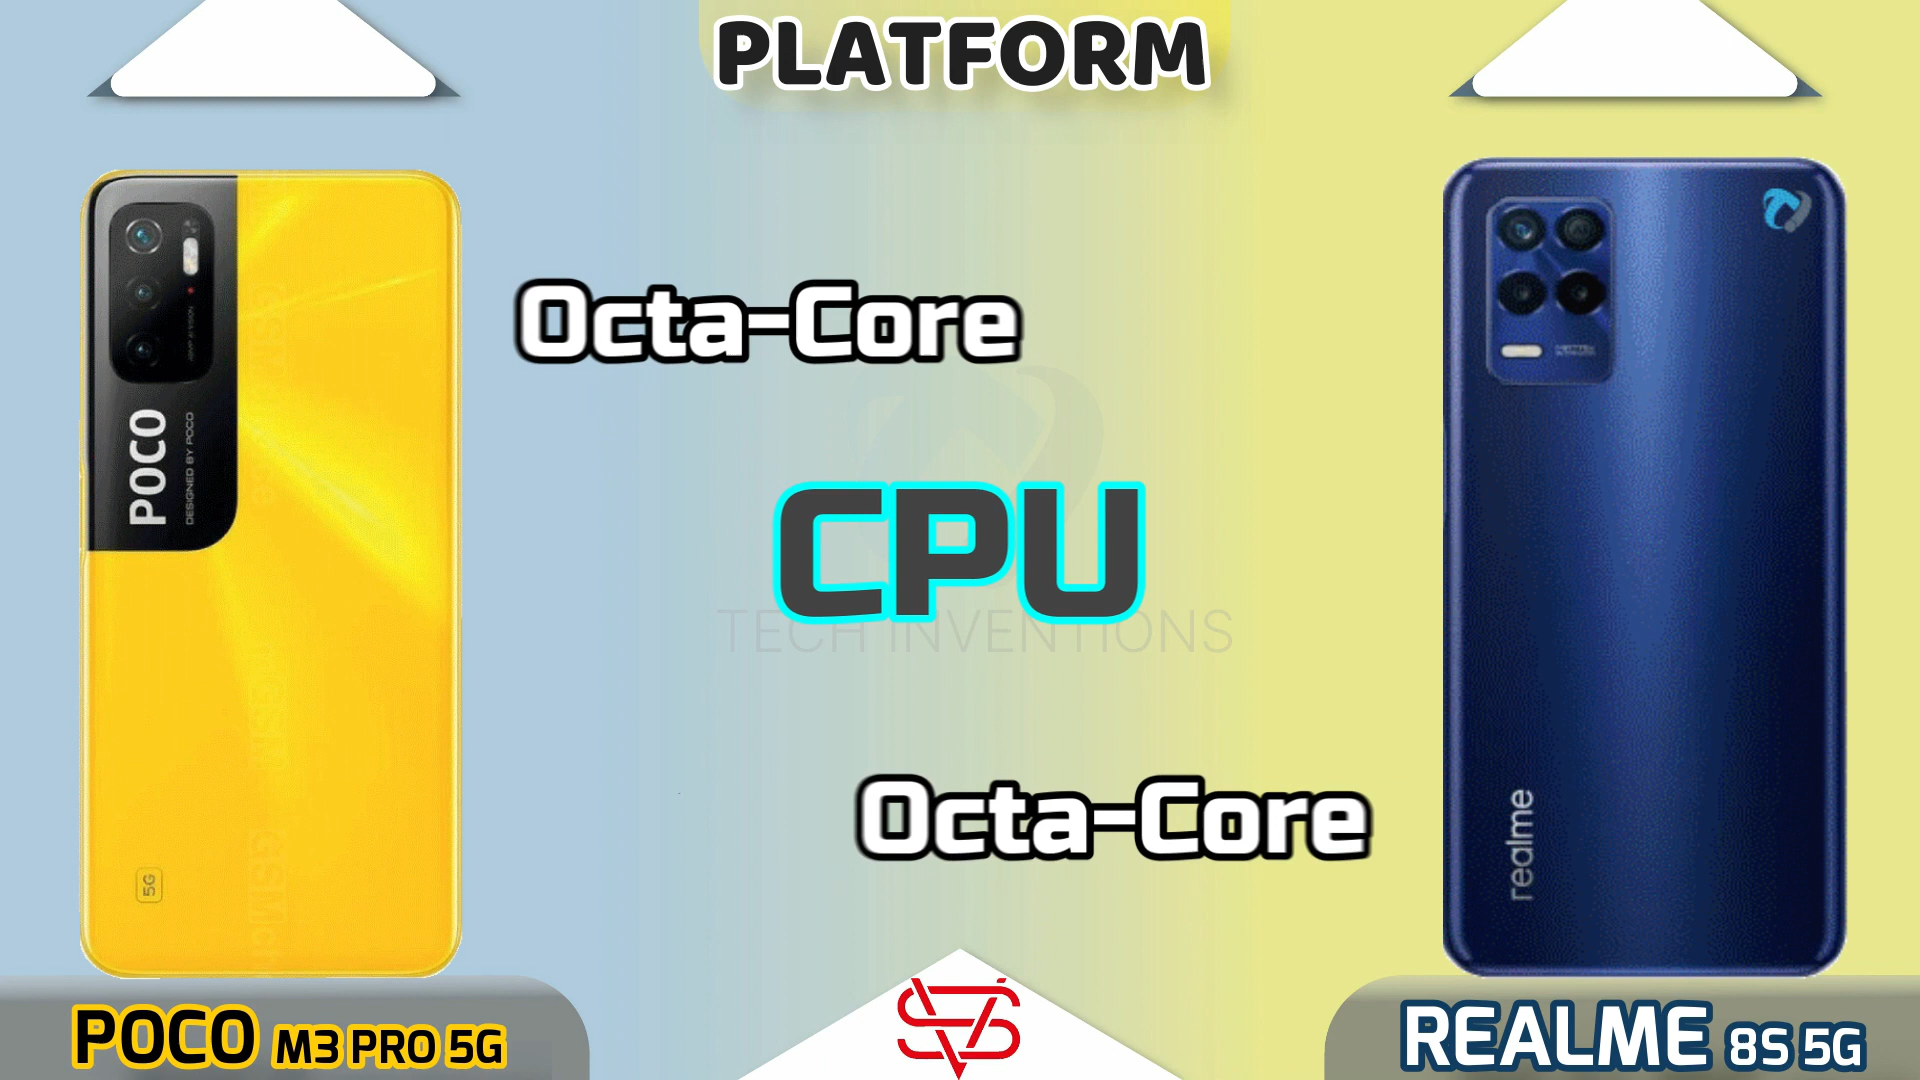 PLATFORM
Octa-Core
CPU
TECH INVENTIONS
Octa-Core
POCO
DESIGNED BY POCO
5G
realme
POCO M3 PRO 5G
VS
REALME 8S 5G